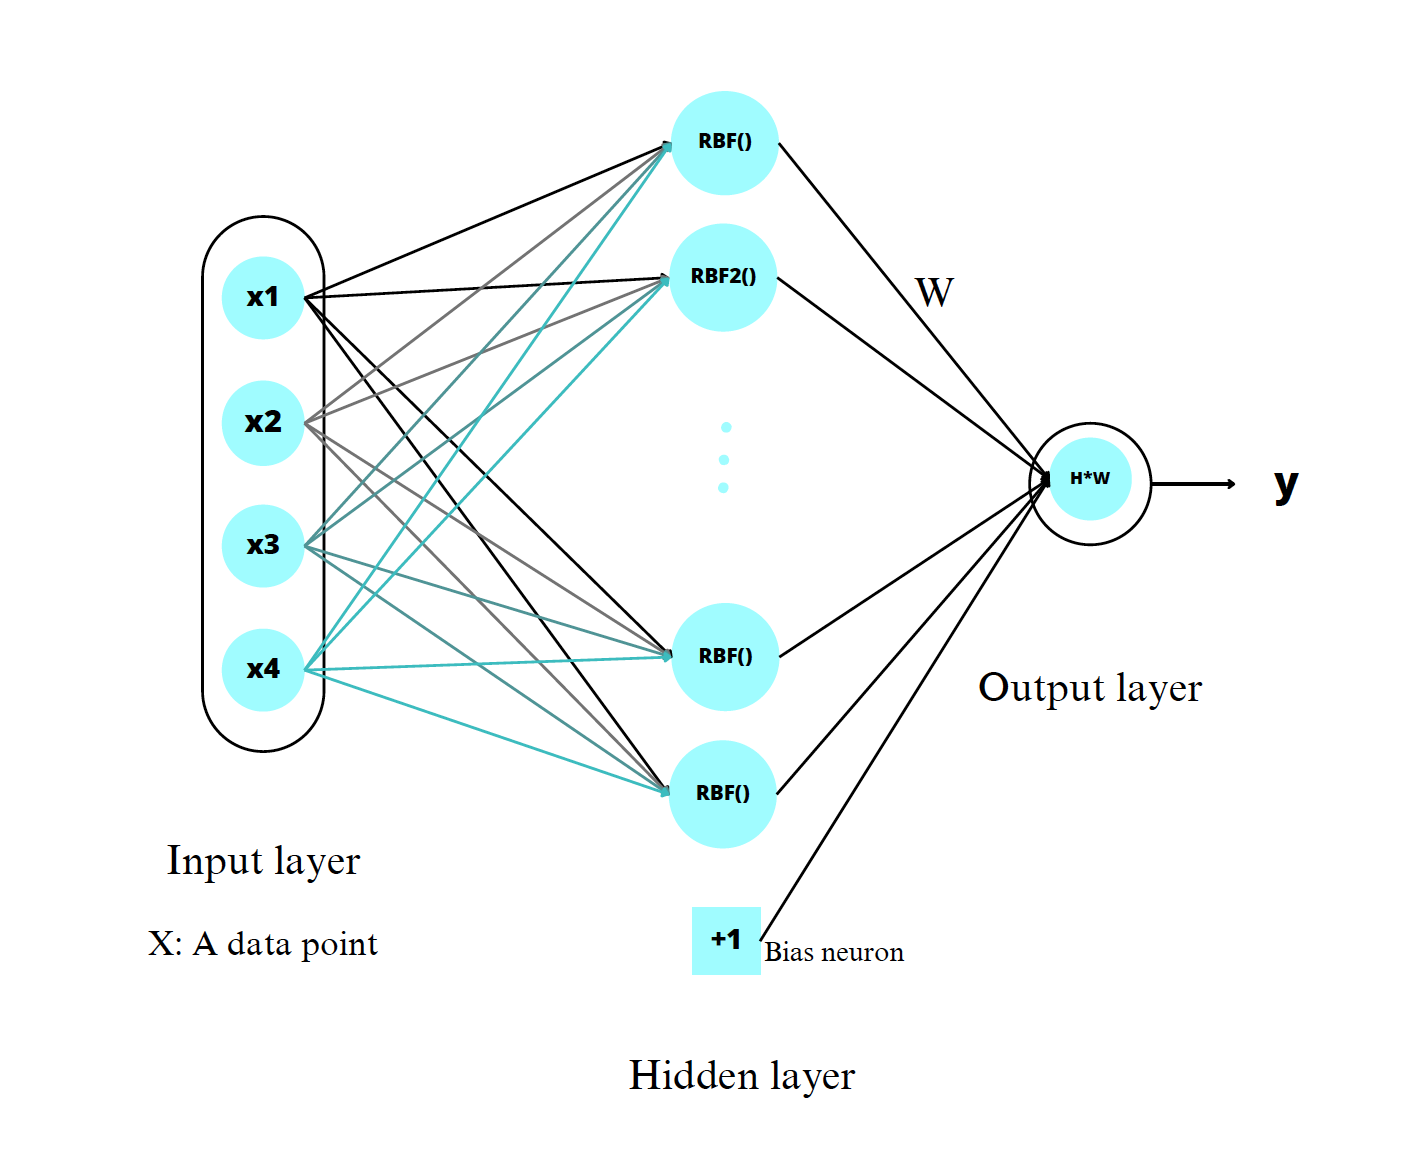 RBF()
RBF2()
W
x1
x2
x3
x4
H*W
y
RBF()
RBF()
Output layer
Input layer
X: A data point
+1
Bias neuron
Hidden layer